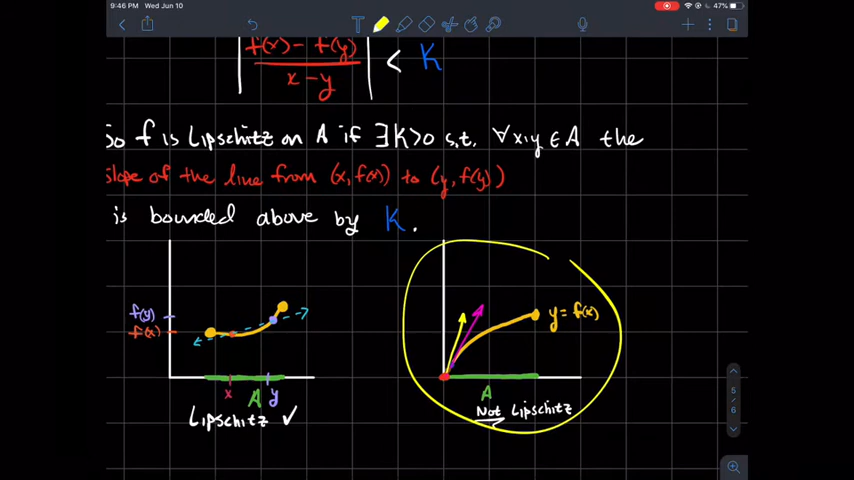 9:46 PM Wed Jun 10
47%
|f(x) - f(y) / x - y| < K
So f is Lipschitz on A if ∃K>0 s.t. ∀x,y ∈ A the
slope of the line from (x, f(x)) to (y, f(y))
is bounded above by K.
f(y)
f(x)
x A y
Lipschitz ✓
y = f(x)
A
Not Lipschitz
5 / 6